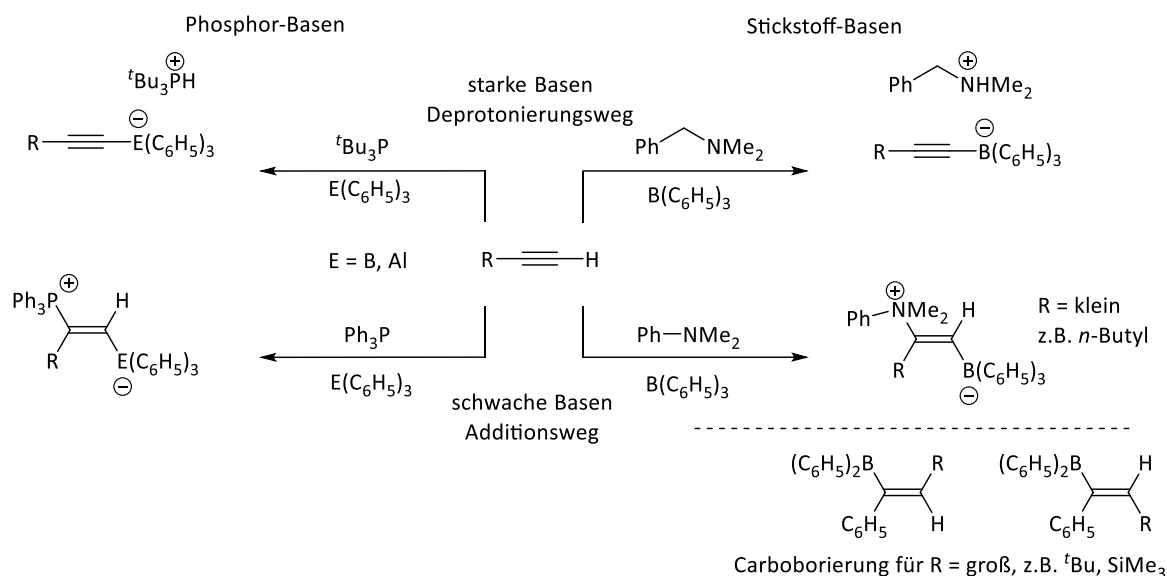 Phosphor-Basen
Stickstoff-Basen
ᵗBu₃PH ⊕
Ph NHMe₂ ⊕
starke Basen
Deprotonierungsweg
R E(C₆H₅)₃ ⊖
R B(C₆H₅)₃ ⊖
ᵗBu₃P
E(C₆H₅)₃
Ph NMe₂
B(C₆H₅)₃
E = B, Al
R H
Ph₃P ⊕ H
R E(C₆H₅)₃ ⊖
Ph₃P
E(C₆H₅)₃
Ph NMe₂
B(C₆H₅)₃
Ph N ⊕ Me₂ H
R B(C₆H₅)₃ ⊖
R = klein
z.B. n-Butyl
schwache Basen
Additionsweg
(C₆H₅)₂B R
C₆H₅ H
(C₆H₅)₂B H
C₆H₅ R
Carboborierung für R = groß, z.B. ᵗBu, SiMe₃